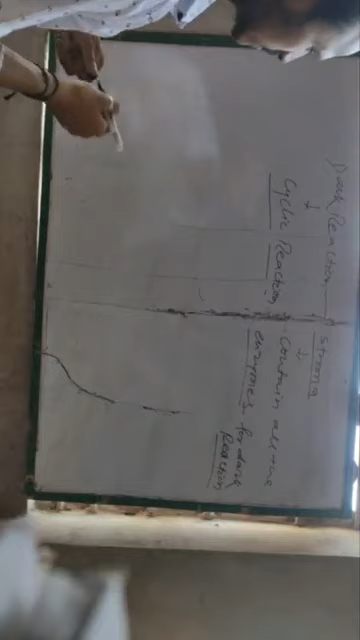 Dark Reaction — stroma
↓ ↓
Cyclic Reaction Contain all the
enzymes for dark
Reaction